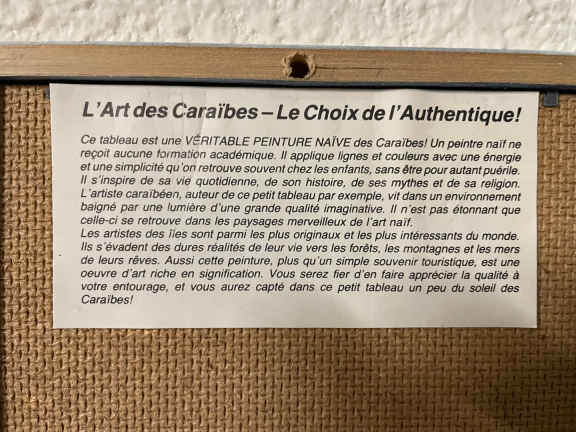 L'Art des Caraïbes – Le Choix de l'Authentique!
Ce tableau est une VÉRITABLE PEINTURE NAÏVE des Caraïbes! Un peintre naïf ne
reçoit aucune formation académique. Il applique lignes et couleurs avec une énergie
et une simplicité qu'on retrouve souvent chez les enfants, sans être pour autant puérile.
Il s'inspire de sa vie quotidienne, de son histoire, de ses mythes et de sa religion.
L'artiste caraïbéen, auteur de ce petit tableau par exemple, vit dans un environnement
baigné par une lumière d'une grande qualité imaginative. Il n'est pas étonnant que
celle-ci se retrouve dans les paysages merveilleux de l'art naïf.
Les artistes des îles sont parmi les plus originaux et les plus intéressants du monde.
Ils s'évadent des dures réalités de leur vie vers les forêts, les montagnes et les mers
de leurs rêves. Aussi cette peinture, plus qu'un simple souvenir touristique, est une
oeuvre d'art riche en signification. Vous serez fier d'en faire apprécier la qualité à
votre entourage, et vous aurez capté dans ce petit tableau un peu du soleil des
Caraïbes!